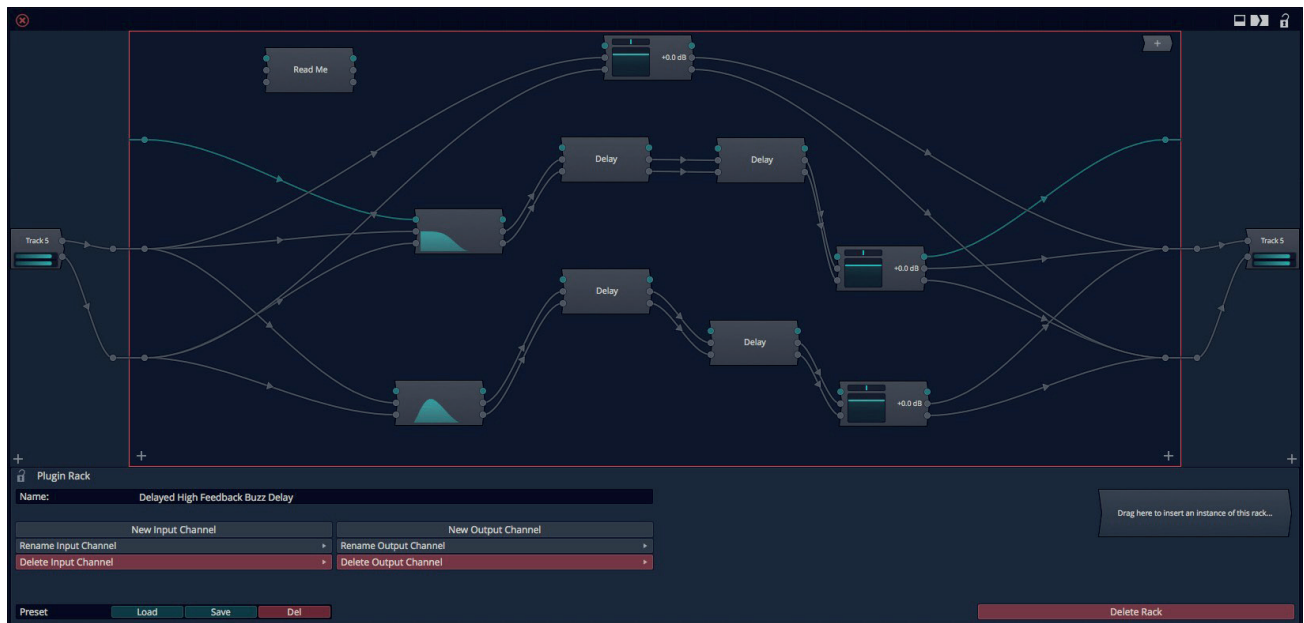 +0.0 dB
+
Read Me
Delay
Delay
Track 5
Track 5
+0.0 dB
Delay
Delay
+0.0 dB
+
+
+
+
Plugin Rack
Name: Delayed High Feedback Buzz Delay
Drag here to insert an instance of this rack...
New Input Channel New Output Channel
Rename Input Channel Rename Output Channel
Delete Input Channel Delete Output Channel
Preset Load Save Del Delete Rack